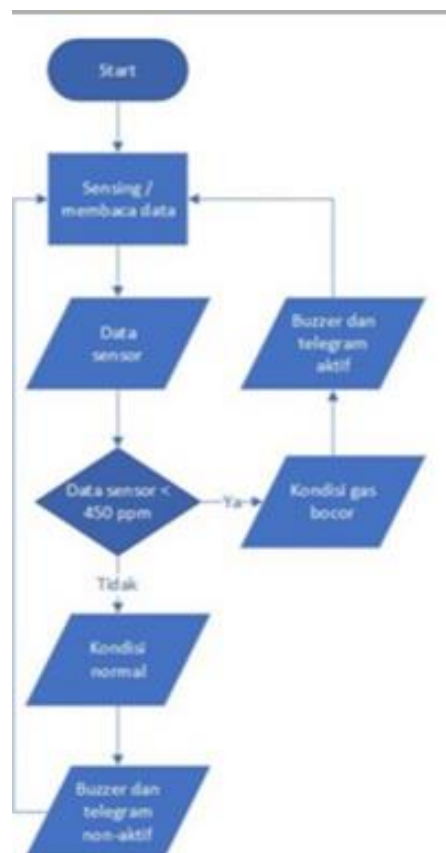 Start
Sensing /
membaca data
Data
sensor
Buzzer dan
telegram
aktif
Data sensor <
450 ppm
Ya
Kondisi gas
bocor
Tidak
Kondisi
normal
Buzzer dan
telegram
non-aktif